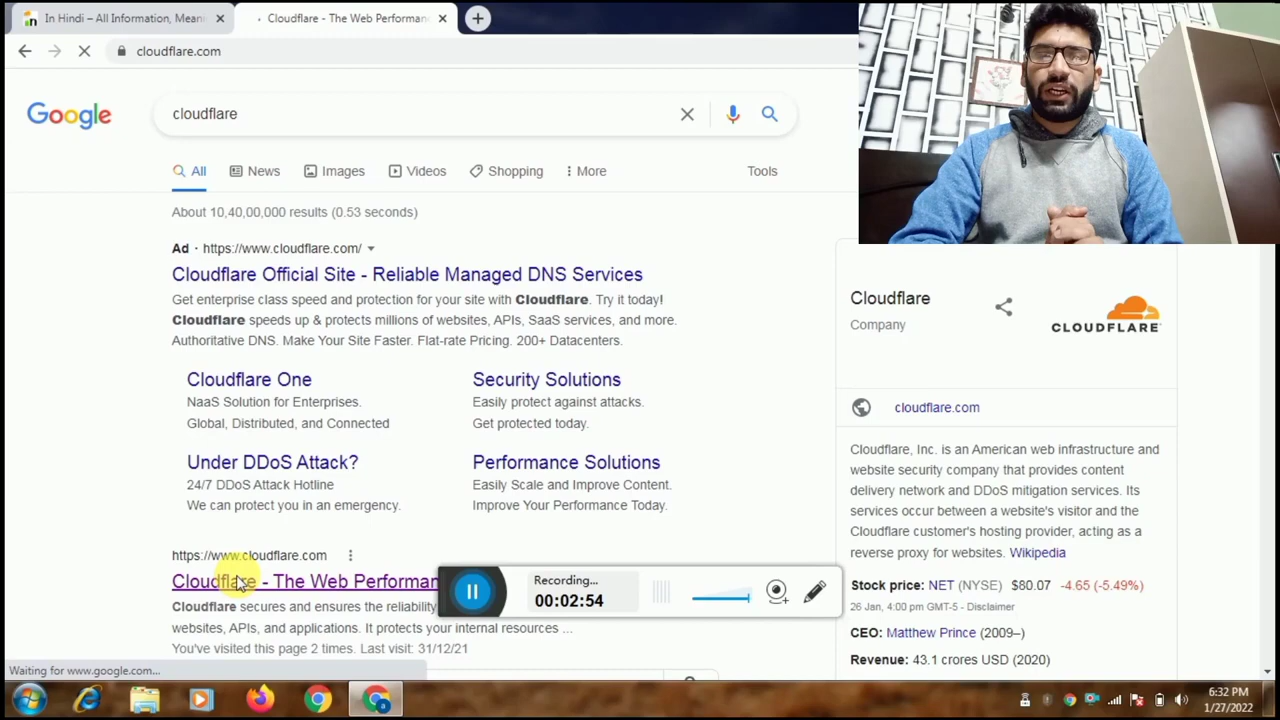 In Hindi – All Information, Meani
Cloudflare - The Web Performanc
cloudflare.com
Google
cloudflare
All
News
Images
Videos
Shopping
More
Tools
About 10,40,00,000 results (0.53 seconds)
Ad · https://www.cloudflare.com/
Cloudflare Official Site - Reliable Managed DNS Services
Get enterprise class speed and protection for your site with Cloudflare. Try it today!
Cloudflare speeds up & protects millions of websites, APIs, SaaS services, and more.
Authoritative DNS. Make Your Site Faster. Flat-rate Pricing. 200+ Datacenters.
Cloudflare One
NaaS Solution for Enterprises.
Global, Distributed, and Connected
Security Solutions
Easily protect against attacks.
Get protected today.
Under DDoS Attack?
24/7 DDoS Attack Hotline
We can protect you in an emergency.
Performance Solutions
Easily Scale and Improve Content.
Improve Your Performance Today.
https://www.cloudflare.com
Cloudflare - The Web Performan
Cloudflare secures and ensures the reliability
websites, APIs, and applications. It protects your internal resources ...
You've visited this page 2 times. Last visit: 31/12/21
Cloudflare
Company
CLOUDFLARE
cloudflare.com
Cloudflare, Inc. is an American web infrastructure and
website security company that provides content
delivery network and DDoS mitigation services. Its
services occur between a website's visitor and the
Cloudflare customer's hosting provider, acting as a
reverse proxy for websites. Wikipedia
Stock price: NET (NYSE) $80.07 -4.65 (-5.49%)
26 Jan, 4:00 pm GMT-5 - Disclaimer
CEO: Matthew Prince (2009–)
Revenue: 43.1 crores USD (2020)
Recording...
00:02:54
Waiting for www.google.com...
6:32 PM
1/27/2022